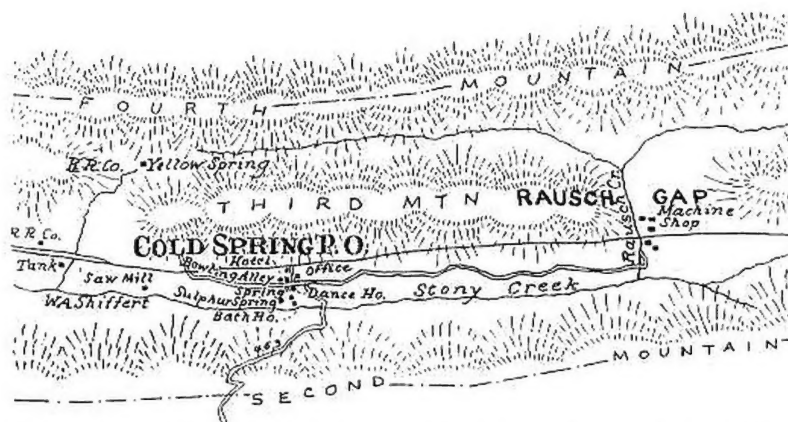 FOURTH MOUNTAIN
R.R.Co. Yellow Spring
THIRD MTN
RAUSCH GAP
Rausch Cr.
Machine
Shop
R.R.Co.
COLD SPRING P.O.
Hotel
Bowling Alley Office
Tank
Saw Mill
W.A. Shiffert
Spring
Sulphur Spring
Bath Ho.
Dance Ho.
Stony Creek
463
SECOND MOUNTAIN